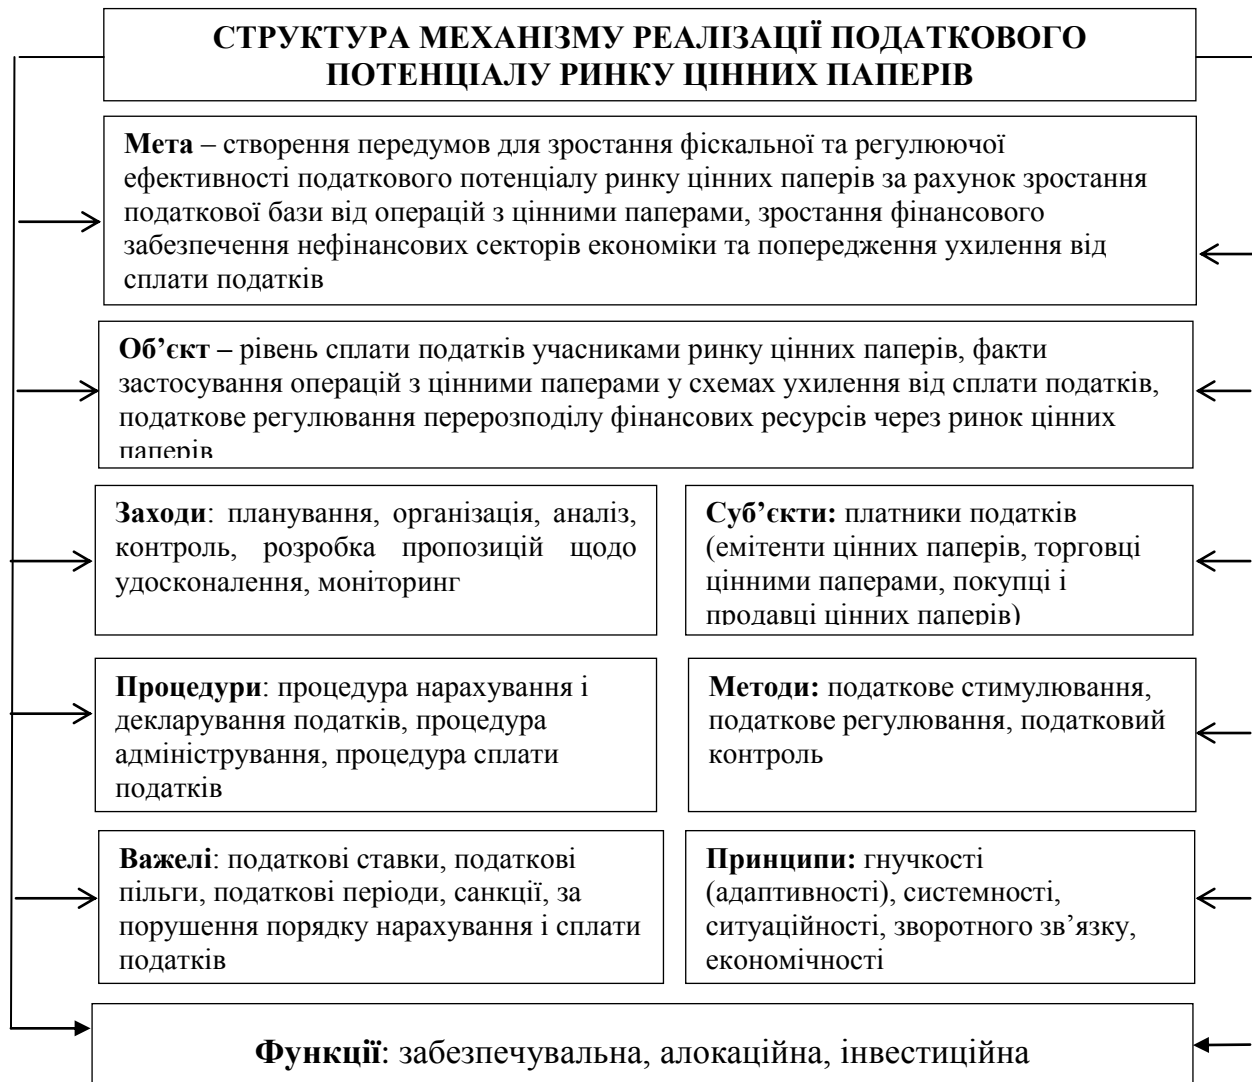 СТРУКТУРА МЕХАНІЗМУ РЕАЛІЗАЦІЇ ПОДАТКОВОГО
ПОТЕНЦІАЛУ РИНКУ ЦІННИХ ПАПЕРІВ
Мета – створення передумов для зростання фіскальної та регулюючої
ефективності податкового потенціалу ринку цінних паперів за рахунок зростання
податкової бази від операцій з цінними паперами, зростання фінансового
забезпечення нефінансових секторів економіки та попередження ухилення від
сплати податків
Об’єкт – рівень сплати податків учасниками ринку цінних паперів, факти
застосування операцій з цінними паперами у схемах ухилення від сплати податків,
податкове регулювання перерозподілу фінансових ресурсів через ринок цінних
паперів
Заходи: планування, організація, аналіз,
контроль, розробка пропозицій щодо
удосконалення, моніторинг
Суб’єкти: платники податків
(емітенти цінних паперів, торговці
цінними паперами, покупці і
продавці цінних паперів)
Процедури: процедура нарахування і
декларування податків, процедура
адміністрування, процедура сплати
податків
Методи: податкове стимулювання,
податкове регулювання, податковий
контроль
Важелі: податкові ставки, податкові
пільги, податкові періоди, санкції, за
порушення порядку нарахування і сплати
податків
Принципи: гнучкості
(адаптивності), системності,
ситуаційності, зворотного зв’язку,
економічності
Функції: забезпечувальна, алокаційна, інвестиційна